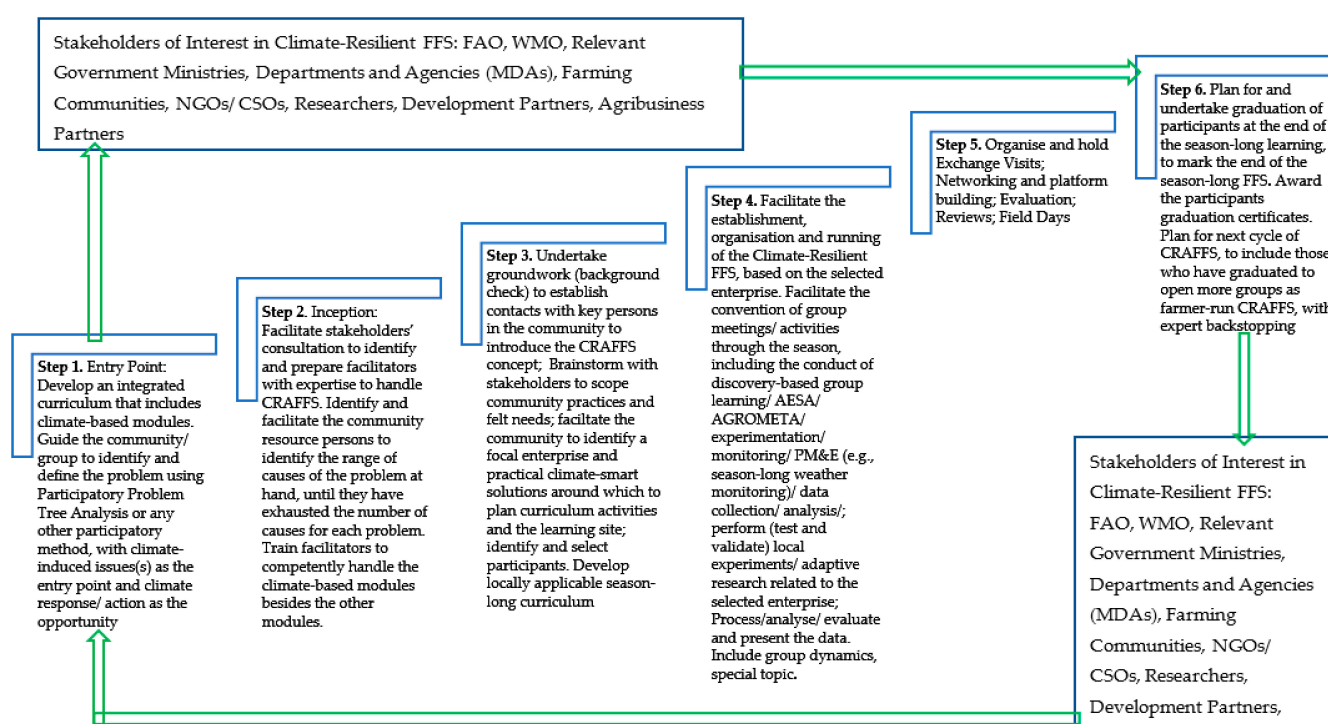 Stakeholders of Interest in Climate-Resilient FFS: FAO, WMO, Relevant
Government Ministries, Departments and Agencies (MDAs), Farming
Communities, NGOs/ CSOs, Researchers, Development Partners, Agribusiness
Partners
Step 1. Entry Point:
Develop an integrated
curriculum that includes
climate-based modules.
Guide the community/
group to identify and
define the problem using
Participatory Problem
Tree Analysis or any
other participatory
method, with climate-
induced issues(s) as the
entry point and climate
response/ action as the
opportunity
Step 2. Inception:
Facilitate stakeholders’
consultation to identify
and prepare facilitators
with expertise to handle
CRAFFS. Identify and
facilitate the community
resource persons to
identify the range of
causes of the problem at
hand, until they have
exhausted the number of
causes for each problem.
Train facilitators to
competently handle the
climate-based modules
besides the other
modules.
Step 3. Undertake
groundwork (background
check) to establish
contacts with key persons
in the community to
introduce the CRAFFS
concept; Brainstorm with
stakeholders to scope
community practices and
felt needs; faciltate the
community to identify a
focal enterprise and
practical climate-smart
solutions around which to
plan curriculum activities
and the learning site;
identify and select
participants. Develop
locally applicable season-
long curriculum
Step 4. Facilitate the
establishment,
organisation and running
of the Climate-Resilient
FFS, based on the selected
enterprise. Facilitate the
convention of group
meetings/ activities
through the season,
including the conduct of
discovery-based group
learning/ AESA/
AGROMETA/
experimentation/
monitoring/ PM&E (e.g.,
season-long weather
monitoring)/ data
collection/ analysis/;
perform (test and
validate) local
experiments/ adaptive
research related to the
selected enterprise;
Process/analyse/ evaluate
and present the data.
Include group dynamics,
special topic.
Step 5. Organise and hold
Exchange Visits;
Networking and platform
building; Evaluation;
Reviews; Field Days
Step 6. Plan for and
undertake graduation of
participants at the end of
the season-long learning,
to mark the end of the
season-long FFS. Award
the participants
graduation certificates.
Plan for next cycle of
CRAFFS, to include those
who have graduated to
open more groups as
farmer-run CRAFFS, with
expert backstopping
Stakeholders of Interest in
Climate-Resilient FFS:
FAO, WMO, Relevant
Government Ministries,
Departments and Agencies
(MDAs), Farming
Communities, NGOs/
CSOs, Researchers,
Development Partners,